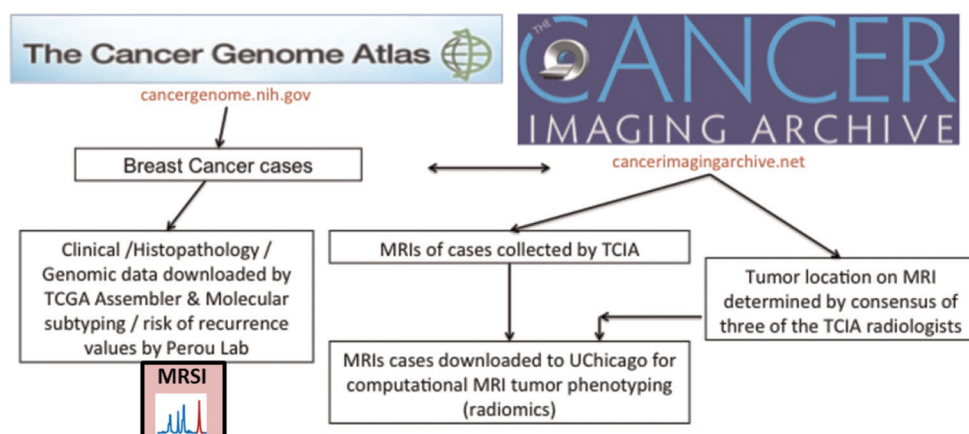 The Cancer Genome Atlas
cancergenome.nih.gov
THE
CANCER
IMAGING ARCHIVE
cancerimagingarchive.net
Breast Cancer cases
Clinical /Histopathology /
Genomic data downloaded by
TCGA Assembler & Molecular
subtyping / risk of recurrence
values by Perou Lab
MRIs of cases collected by TCIA
Tumor location on MRI
determined by consensus of
three of the TCIA radiologists
MRIs cases downloaded to UChicago for
computational MRI tumor phenotyping
(radiomics)
MRSI